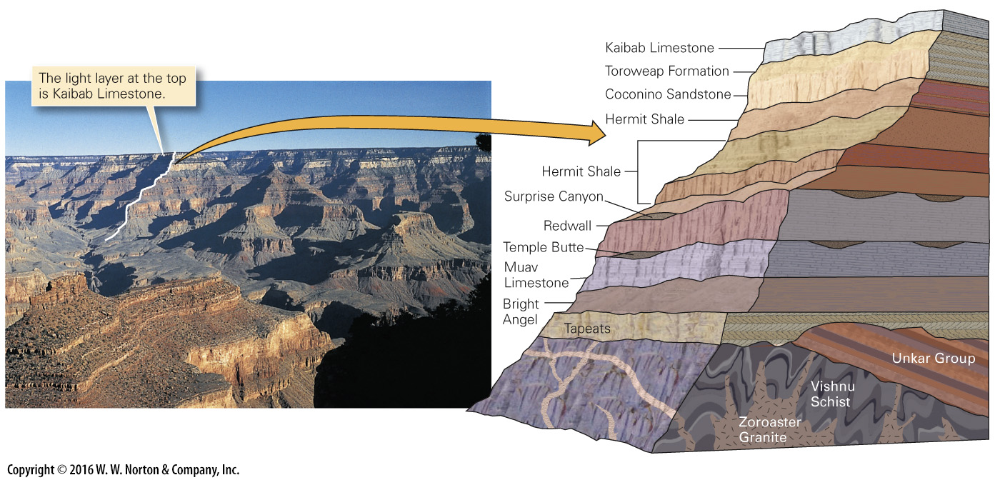 The light layer at the top
is Kaibab Limestone.
Kaibab Limestone
Toroweap Formation
Coconino Sandstone
Hermit Shale
Hermit Shale
Surprise Canyon
Redwall
Temple Butte
Muav
Limestone
Bright
Angel
Tapeats
Unkar Group
Vishnu
Schist
Zoroaster
Granite
Copyright © 2016 W. W. Norton & Company, Inc.